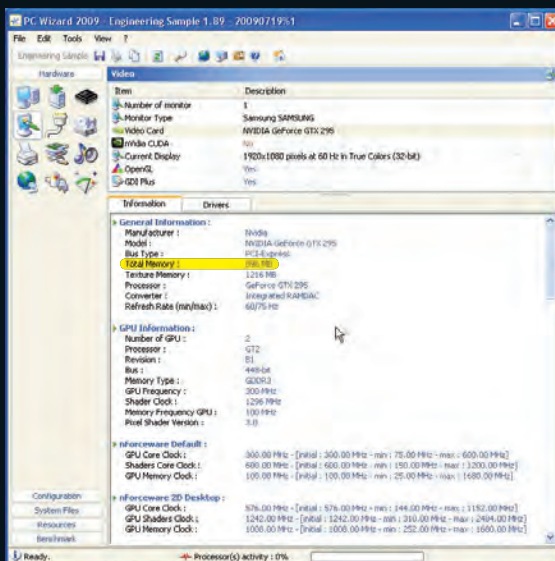 PC Wizard 2009 - Engineering Sample 1.89 - 20090719%1
File Edit Tools View ?
Engineering Sample
Hardware
Video
Item Description
Number of monitor 1
Monitor Type Samsung SAMSUNG
Video Card NVIDIA GeForce GTX 295
nVidia CUDA No
Current Display 1920x1080 pixels at 60 Hz in True Colors (32-bit)
OpenGL Yes
GDI Plus Yes
Information Drivers
General Information :
Manufacturer : Nvidia
Model : NVIDIA GeForce GTX 295
Bus Type : PCI-Express
Total Memory : 896 MB
Texture Memory : 1216 MB
Processor : GeForce GTX 295
Converter : Integrated RAMDAC
Refresh Rate (min/max) : 60/75 Hz
GPU Information :
Number of GPU : 2
Processor : GT2
Revision : B1
Bus : 448-bit
Memory Type : GDDR3
GPU Frequency : 300 MHz
Shader Clock : 1296 MHz
Memory Frequency GPU : 100 MHz
Pixel Shader Version : 3.0
nForceware Default :
GPU Core Clock : 300.00 MHz - [initial : 300.00 MHz - min : 75.00 MHz - max : 600.00 MHz]
Shaders Core Clock : 600.00 MHz - [initial : 600.00 MHz - min : 150.00 MHz - max : 1200.00 MHz]
GPU Memory Clock : 100.00 MHz - [initial : 100.00 MHz - min : 25.00 MHz - max : 1680.00 MHz]
nForceware 2D Desktop :
GPU Core Clock : 576.00 MHz - [initial : 576.00 MHz - min : 144.00 MHz - max : 1152.00 MHz]
GPU Shaders Clock : 1242.00 MHz - [initial : 1242.00 MHz - min : 310.00 MHz - max : 2484.00 MHz]
GPU Memory Clock : 1008.00 MHz - [initial : 1008.00 MHz - min : 252.00 MHz - max : 1680.00 MHz]
Configuration
System Files
Resources
Benchmark
Ready. Processor(s) activity : 0%